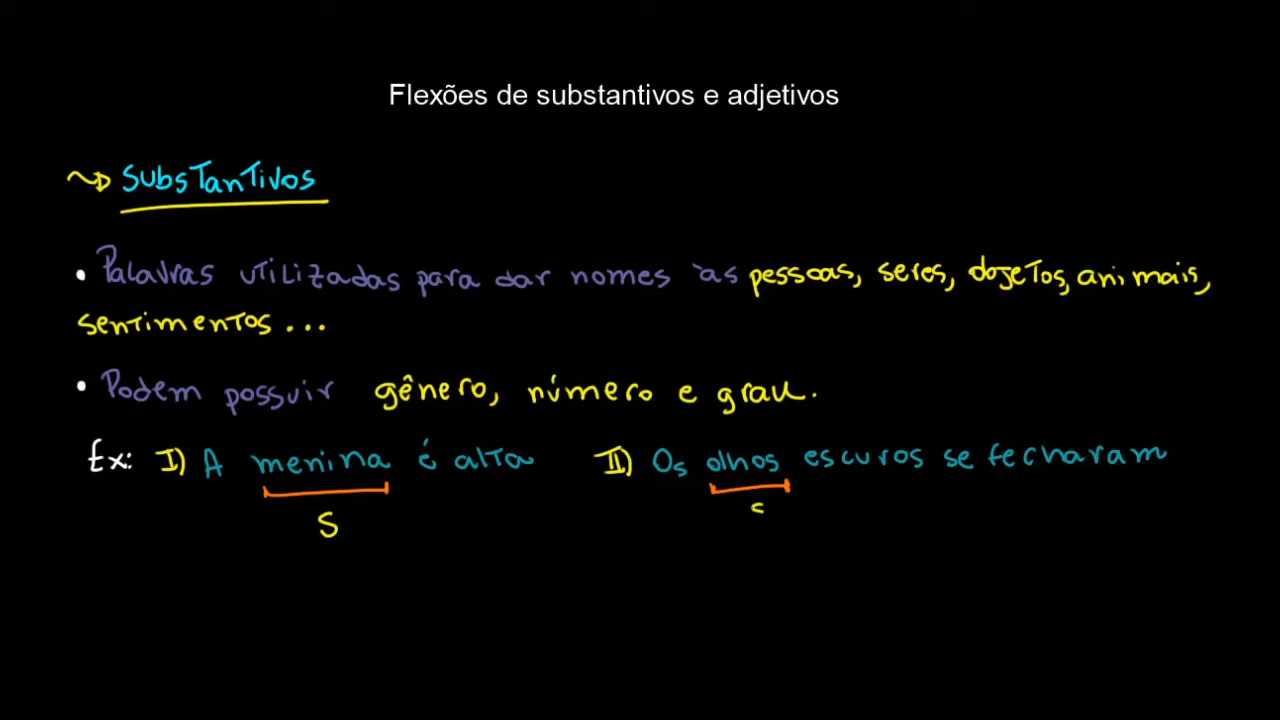 Flexões de substantivos e adjetivos
Substantivos
• Palavras utilizadas para dar nomes às pessoas, seres, dojetos, animais,
sentimentos...
• Podem possuir gênero, número e grau.
Ex: I) A menina é alta II) Os olhos escuros se fecharam
S S